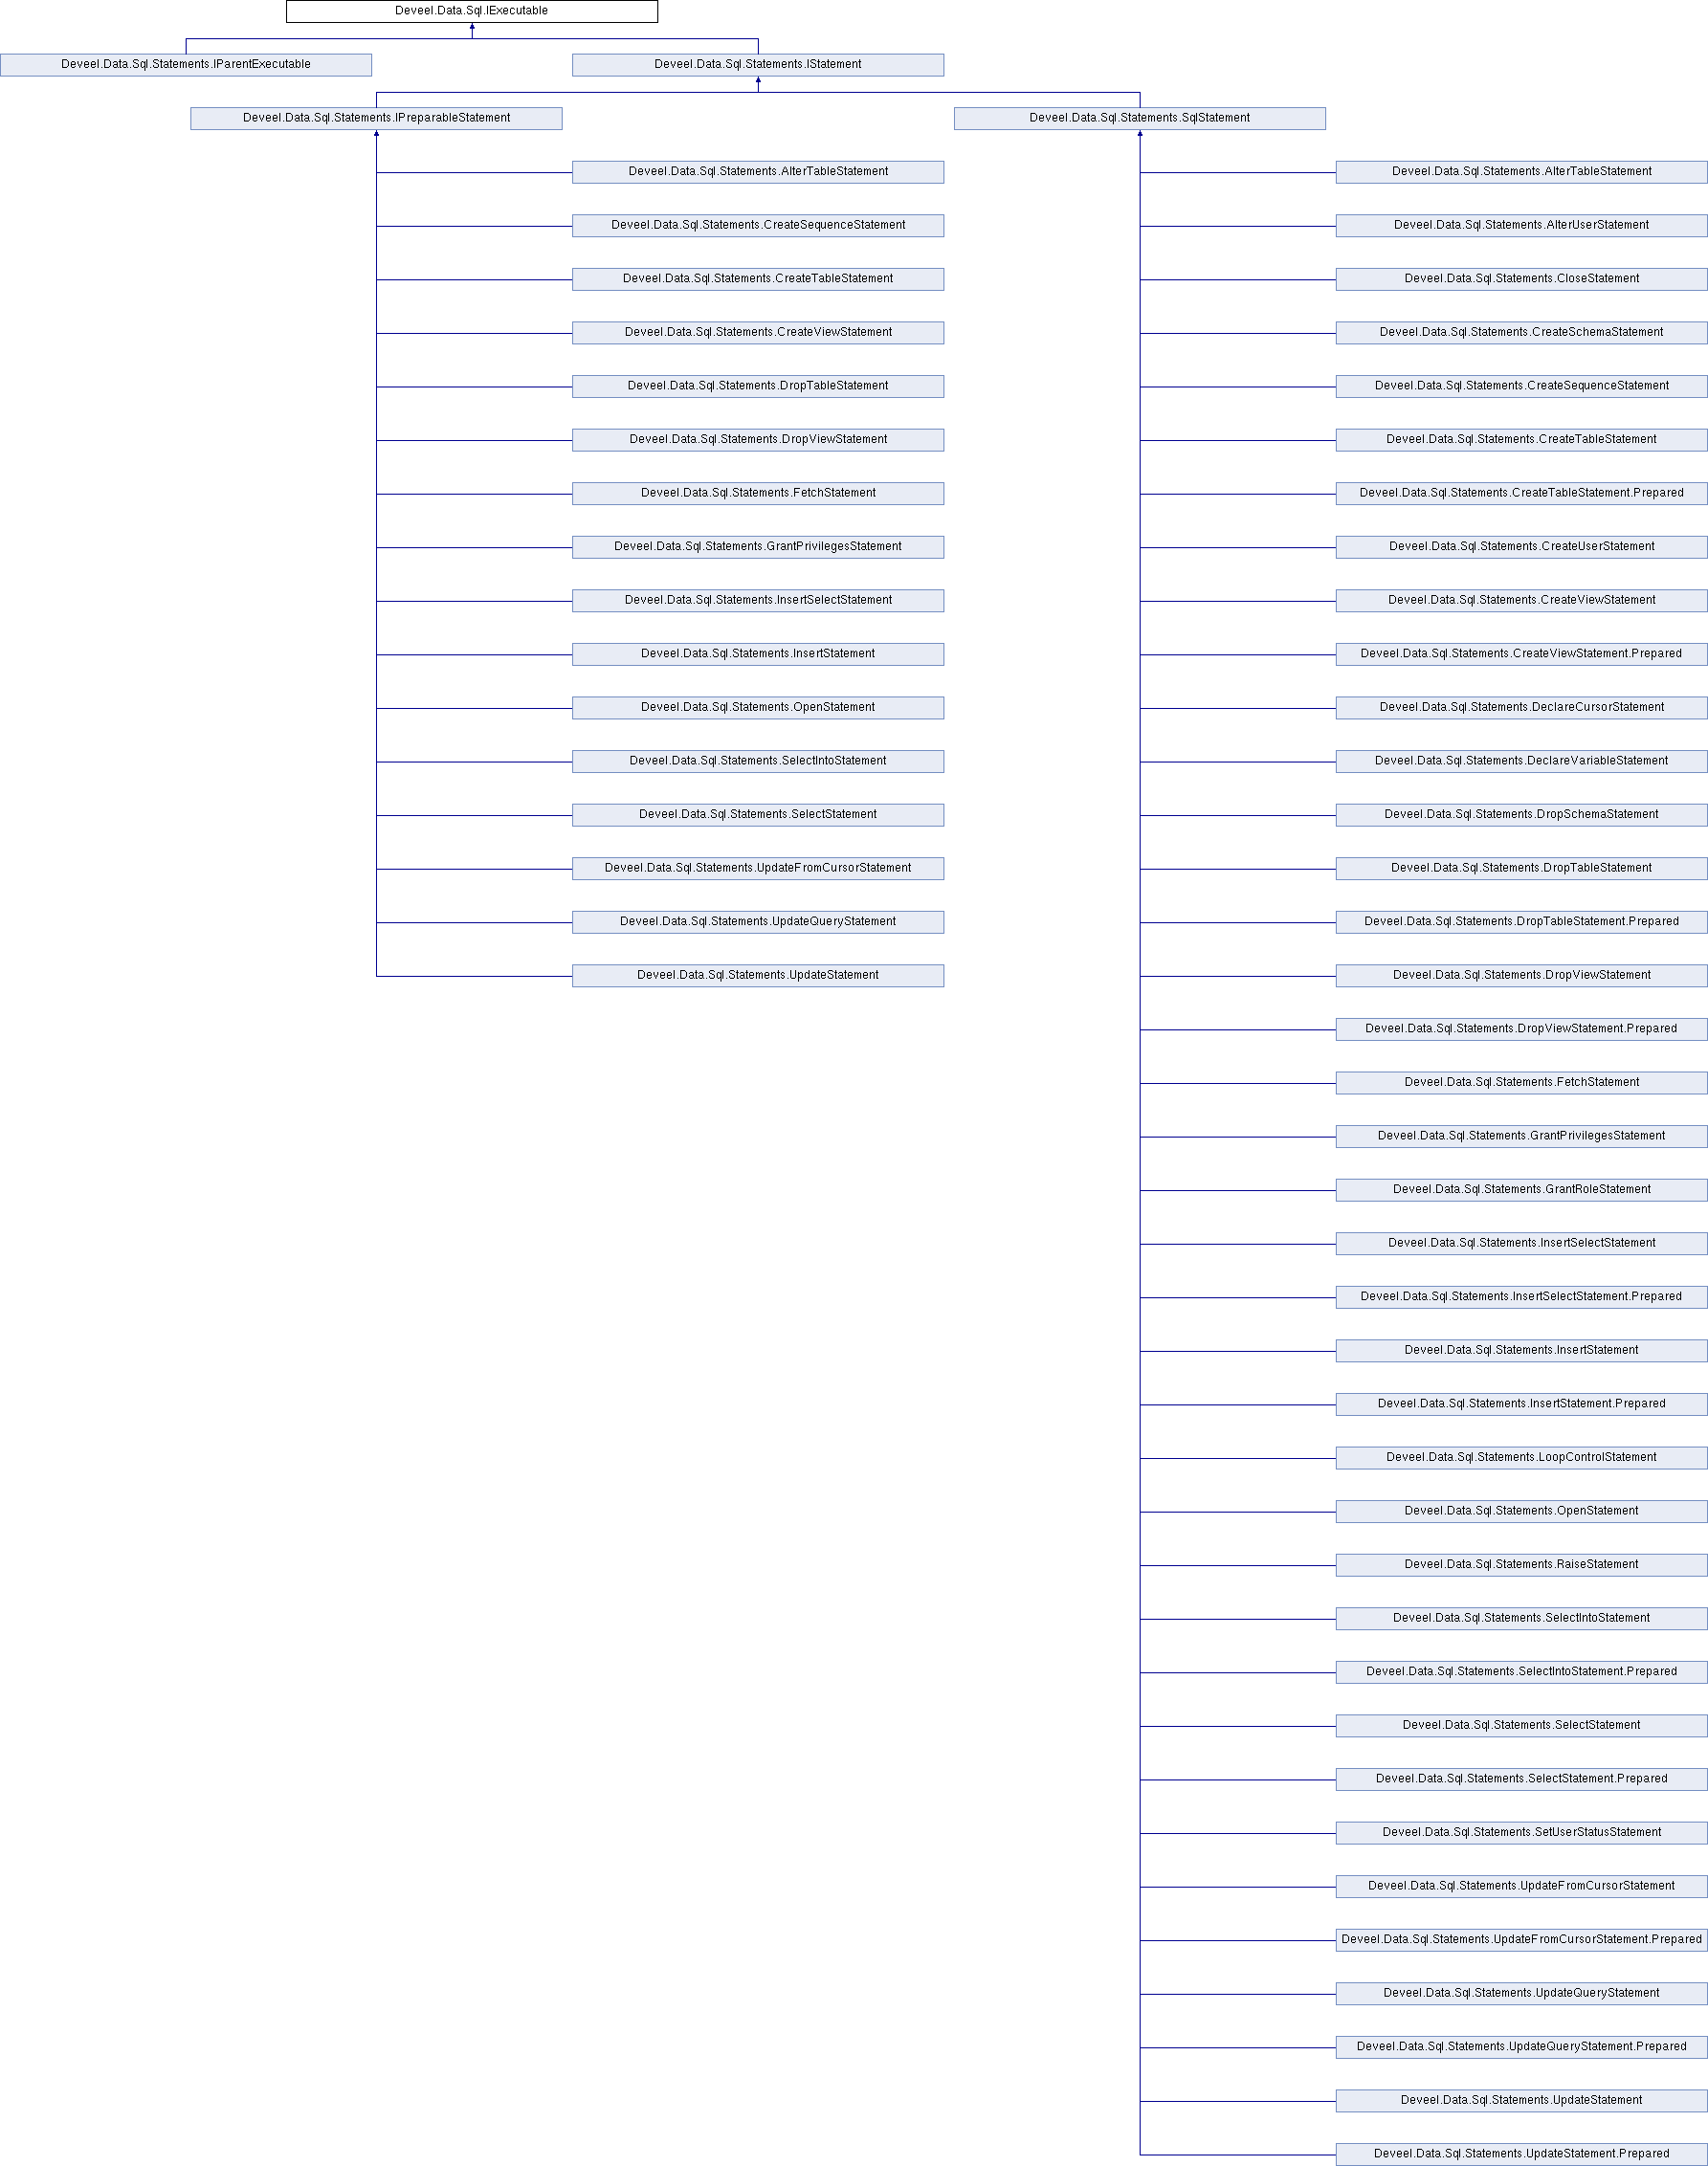 Deveel.Data.Sql.IExecutable
Deveel.Data.Sql.Statements.IParentExecutable
Deveel.Data.Sql.Statements.IStatement
Deveel.Data.Sql.Statements.IPreparableStatement
Deveel.Data.Sql.Statements.SqlStatement
Deveel.Data.Sql.Statements.AlterTableStatement
Deveel.Data.Sql.Statements.CreateSequenceStatement
Deveel.Data.Sql.Statements.CreateTableStatement
Deveel.Data.Sql.Statements.CreateViewStatement
Deveel.Data.Sql.Statements.DropTableStatement
Deveel.Data.Sql.Statements.DropViewStatement
Deveel.Data.Sql.Statements.FetchStatement
Deveel.Data.Sql.Statements.GrantPrivilegesStatement
Deveel.Data.Sql.Statements.InsertSelectStatement
Deveel.Data.Sql.Statements.InsertStatement
Deveel.Data.Sql.Statements.OpenStatement
Deveel.Data.Sql.Statements.SelectIntoStatement
Deveel.Data.Sql.Statements.SelectStatement
Deveel.Data.Sql.Statements.UpdateFromCursorStatement
Deveel.Data.Sql.Statements.UpdateQueryStatement
Deveel.Data.Sql.Statements.UpdateStatement
Deveel.Data.Sql.Statements.AlterTableStatement
Deveel.Data.Sql.Statements.AlterUserStatement
Deveel.Data.Sql.Statements.CloseStatement
Deveel.Data.Sql.Statements.CreateSchemaStatement
Deveel.Data.Sql.Statements.CreateSequenceStatement
Deveel.Data.Sql.Statements.CreateTableStatement
Deveel.Data.Sql.Statements.CreateTableStatement.Prepared
Deveel.Data.Sql.Statements.CreateUserStatement
Deveel.Data.Sql.Statements.CreateViewStatement
Deveel.Data.Sql.Statements.CreateViewStatement.Prepared
Deveel.Data.Sql.Statements.DeclareCursorStatement
Deveel.Data.Sql.Statements.DeclareVariableStatement
Deveel.Data.Sql.Statements.DropSchemaStatement
Deveel.Data.Sql.Statements.DropTableStatement
Deveel.Data.Sql.Statements.DropTableStatement.Prepared
Deveel.Data.Sql.Statements.DropViewStatement
Deveel.Data.Sql.Statements.DropViewStatement.Prepared
Deveel.Data.Sql.Statements.FetchStatement
Deveel.Data.Sql.Statements.GrantPrivilegesStatement
Deveel.Data.Sql.Statements.GrantRoleStatement
Deveel.Data.Sql.Statements.InsertSelectStatement
Deveel.Data.Sql.Statements.InsertSelectStatement.Prepared
Deveel.Data.Sql.Statements.InsertStatement
Deveel.Data.Sql.Statements.InsertStatement.Prepared
Deveel.Data.Sql.Statements.LoopControlStatement
Deveel.Data.Sql.Statements.OpenStatement
Deveel.Data.Sql.Statements.RaiseStatement
Deveel.Data.Sql.Statements.SelectIntoStatement
Deveel.Data.Sql.Statements.SelectIntoStatement.Prepared
Deveel.Data.Sql.Statements.SelectStatement
Deveel.Data.Sql.Statements.SelectStatement.Prepared
Deveel.Data.Sql.Statements.SetUserStatusStatement
Deveel.Data.Sql.Statements.UpdateFromCursorStatement
Deveel.Data.Sql.Statements.UpdateFromCursorStatement.Prepared
Deveel.Data.Sql.Statements.UpdateQueryStatement
Deveel.Data.Sql.Statements.UpdateQueryStatement.Prepared
Deveel.Data.Sql.Statements.UpdateStatement
Deveel.Data.Sql.Statements.UpdateStatement.Prepared